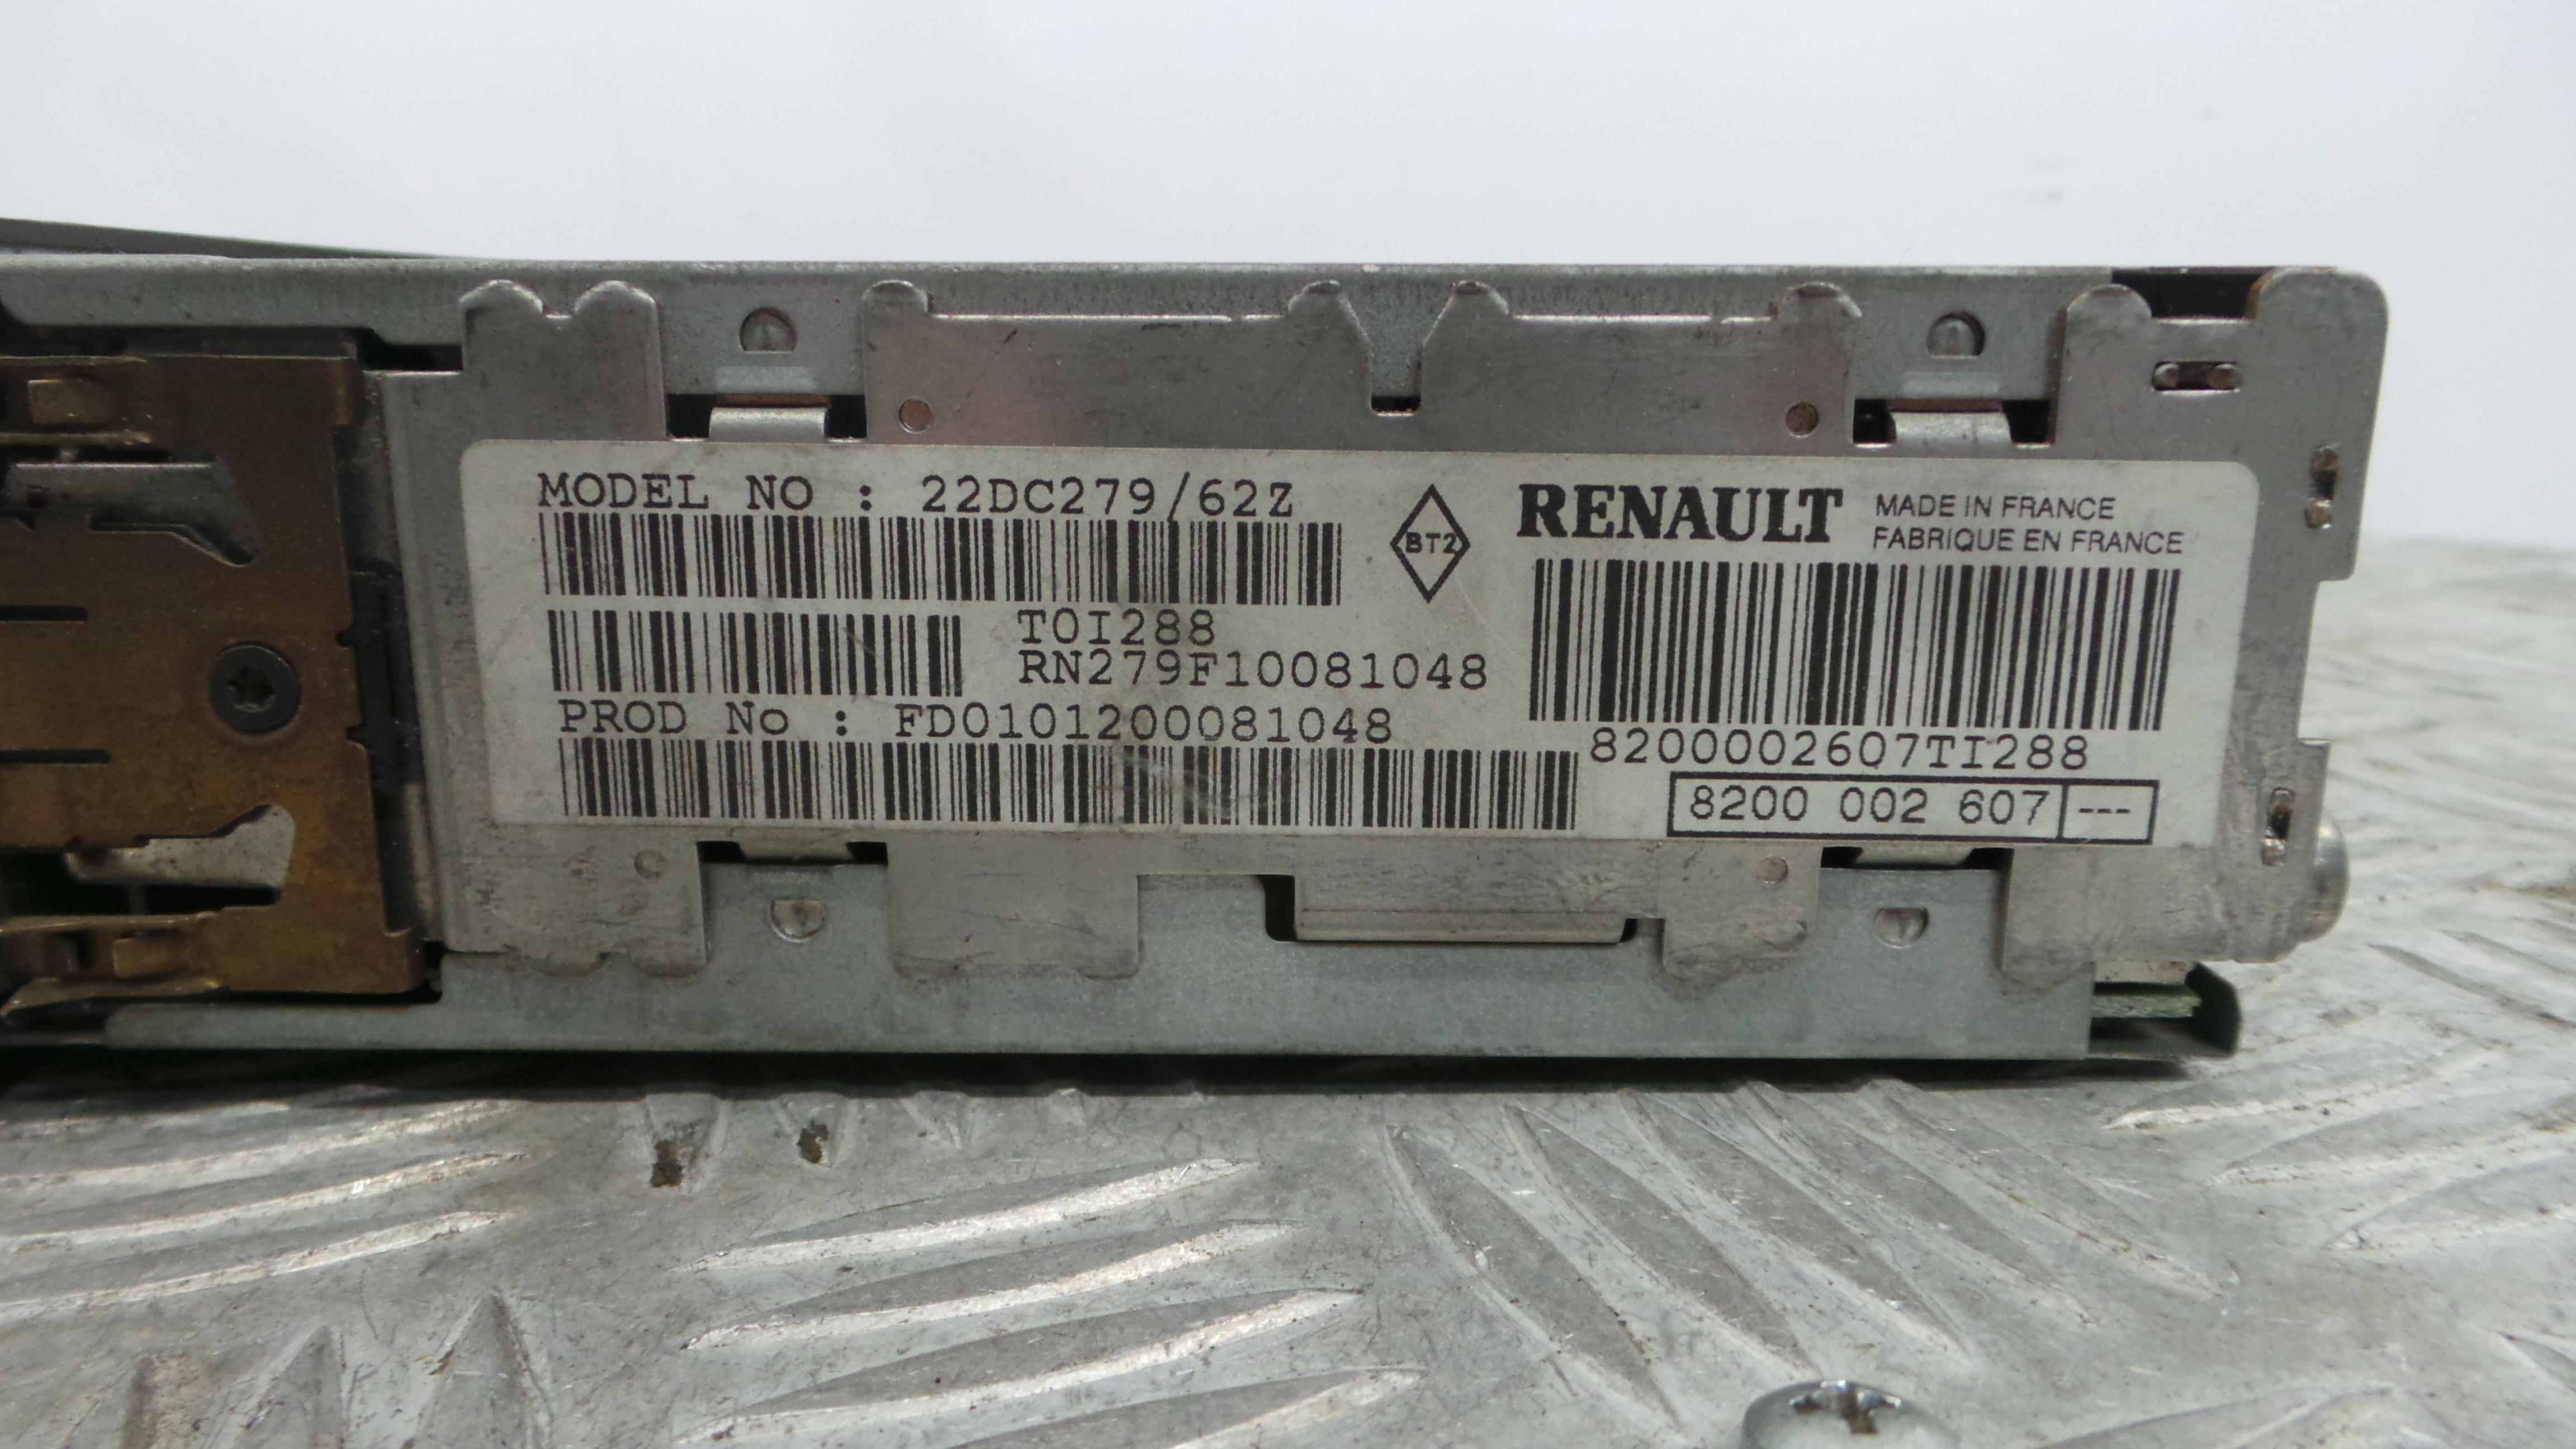 MODEL NO : 22DC279/62Z
T0I288
RN279F10081048
PROD No : FD0101200081048
BT2
RENAULT
MADE IN FRANCE
FABRIQUE EN FRANCE
8200002607TI288
8200 002 607 ---